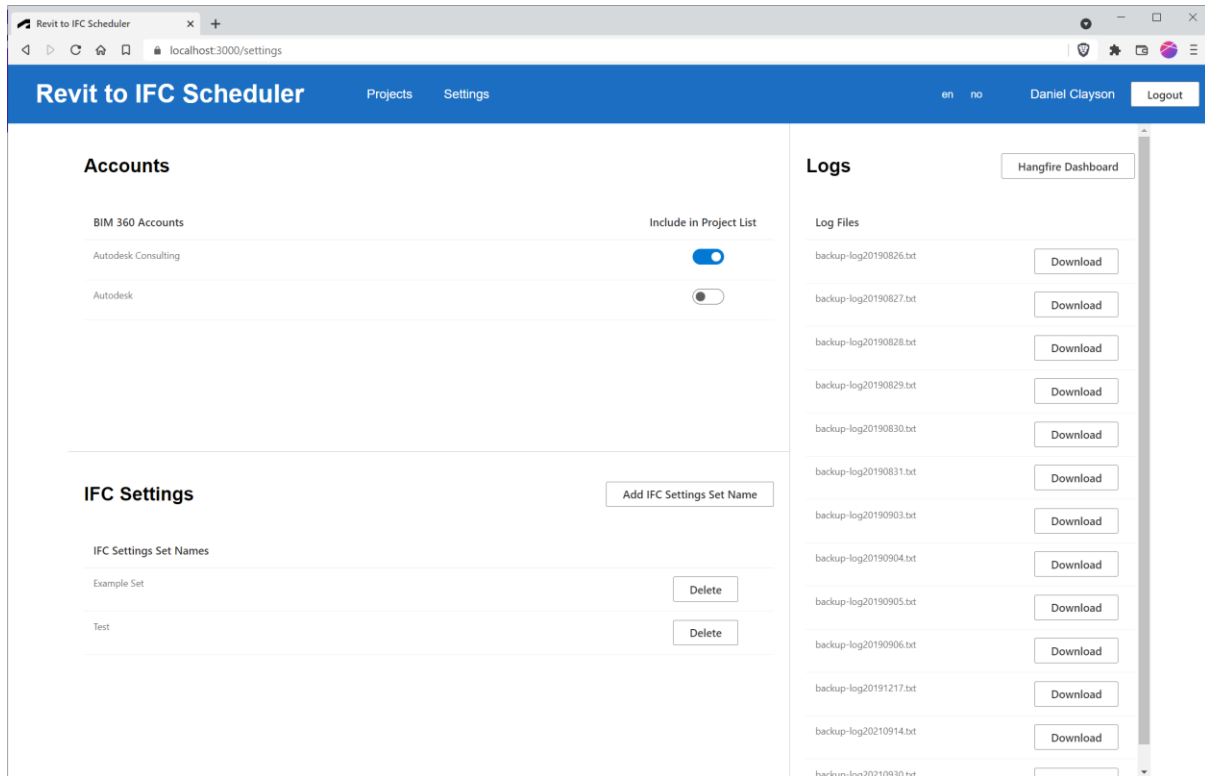 Revit to IFC Scheduler
localhost:3000/settings
Revit to IFC Scheduler Projects Settings en no Daniel Clayson Logout
Accounts
BIM 360 Accounts Include in Project List
Autodesk Consulting
Autodesk
IFC Settings Add IFC Settings Set Name
IFC Settings Set Names
Example Set Delete
Test Delete
Logs Hangfire Dashboard
Log Files
backup-log20190826.txt Download
backup-log20190827.txt Download
backup-log20190828.txt Download
backup-log20190829.txt Download
backup-log20190830.txt Download
backup-log20190831.txt Download
backup-log20190903.txt Download
backup-log20190904.txt Download
backup-log20190905.txt Download
backup-log20190906.txt Download
backup-log20191217.txt Download
backup-log20210914.txt Download
backup-log20210930.txt